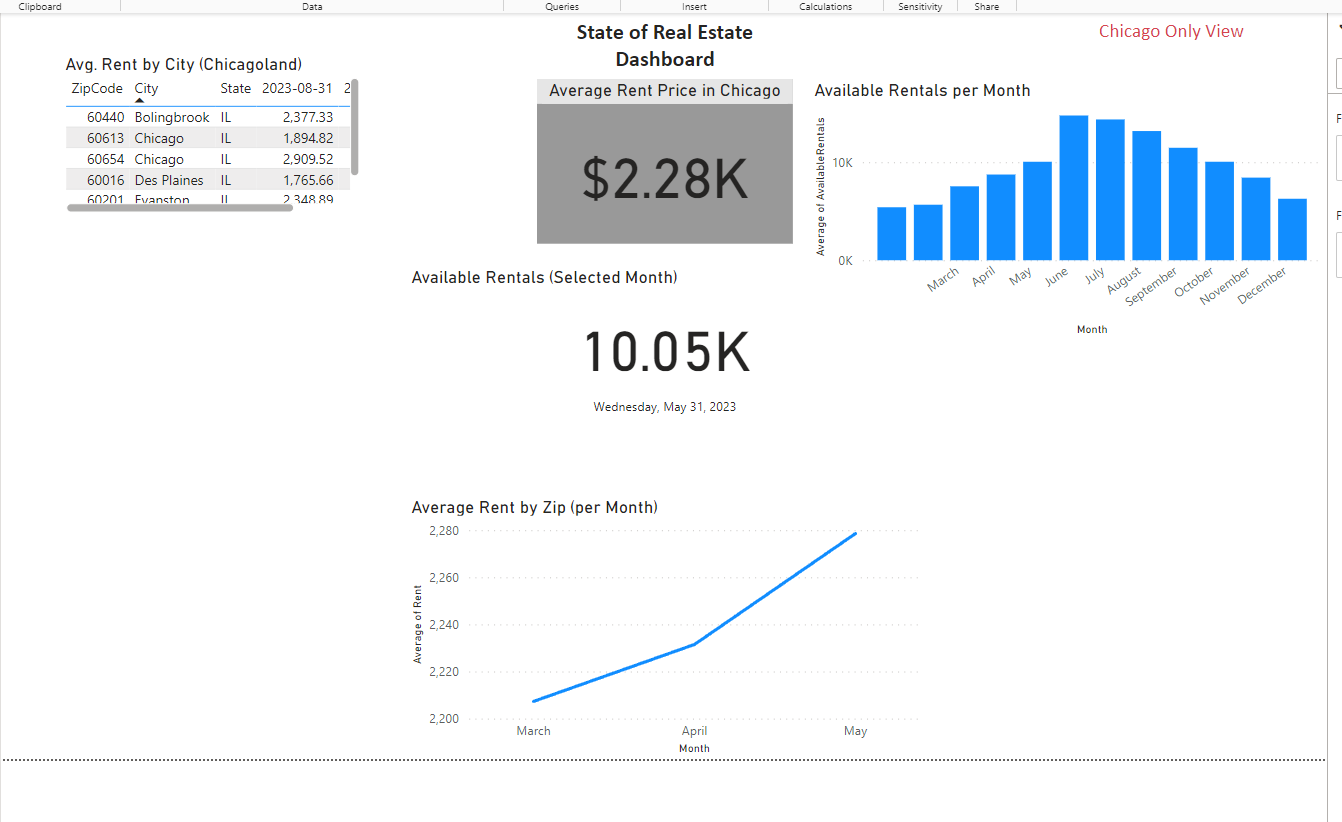 Clipboard Data Queries Insert Calculations Sensitivity Share
State of Real Estate
Dashboard
Chicago Only View
Avg. Rent by City (Chicagoland)
ZipCode City State 2023-08-31 2
60440 Bolingbrook IL 2,377.33
60613 Chicago IL 1,894.82
60654 Chicago IL 2,909.52
60016 Des Plaines IL 1,765.66
60201 Evanston IL 2,348.89
Average Rent Price in Chicago
$2.28K
Available Rentals per Month
Average of AvailableRentals
10K
0K
March April May June July August September October November December
Month
Available Rentals (Selected Month)
10.05K
Wednesday, May 31, 2023
Average Rent by Zip (per Month)
Average of Rent
2,280
2,260
2,240
2,220
2,200
March April May
Month
F
F